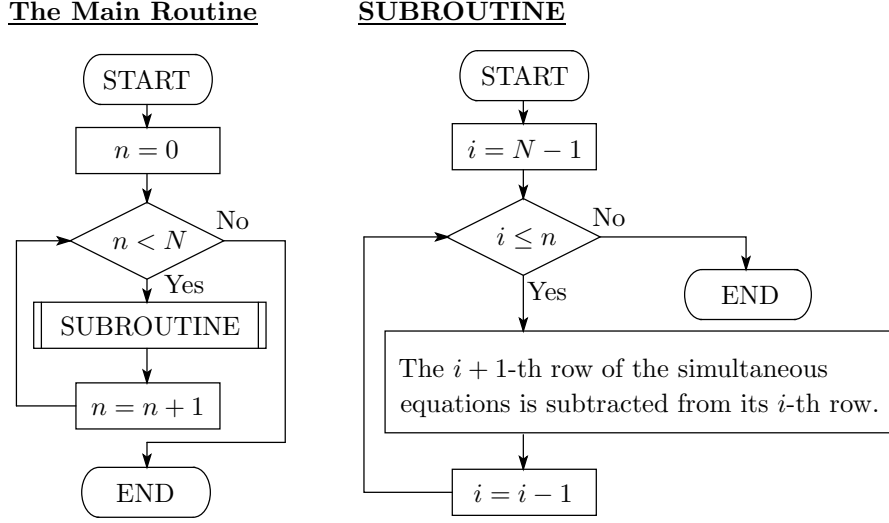 The Main Routine
START
n = 0
n < N
No
Yes
SUBROUTINE
n = n + 1
END
SUBROUTINE
START
i = N − 1
i ≤ n
No
Yes
END
The i + 1-th row of the simultaneous
equations is subtracted from its i-th row.
i = i − 1